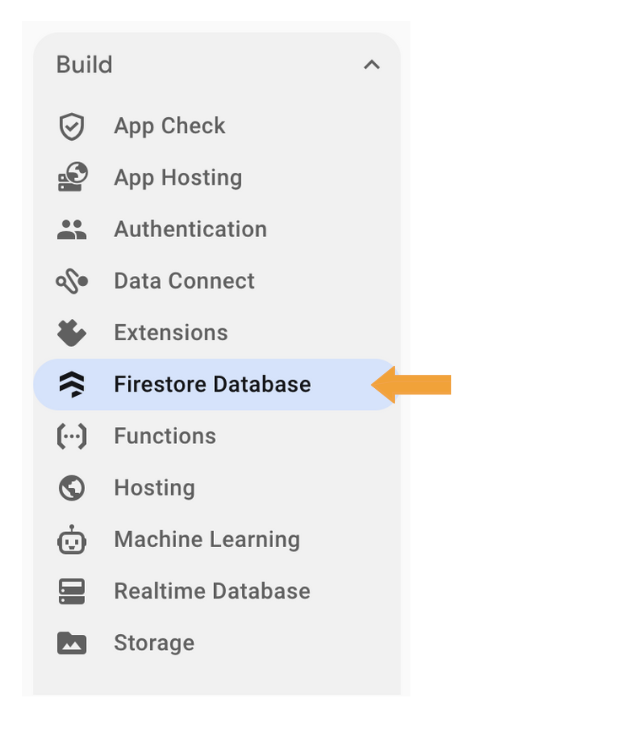 Build
App Check
App Hosting
Authentication
Data Connect
Extensions
Firestore Database
Functions
Hosting
Machine Learning
Realtime Database
Storage